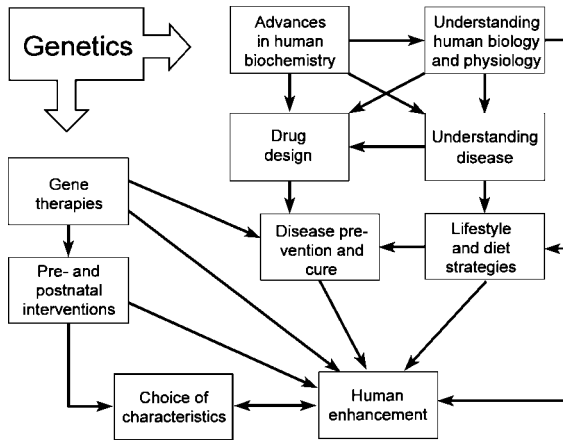 Genetics
Advances
in human
biochemistry
Understanding
human biology
and physiology
Drug
design
Understanding
disease
Gene
therapies
Disease pre-
vention and
cure
Lifestyle
and diet
strategies
Pre- and
postnatal
interventions
Choice of
characteristics
Human
enhancement